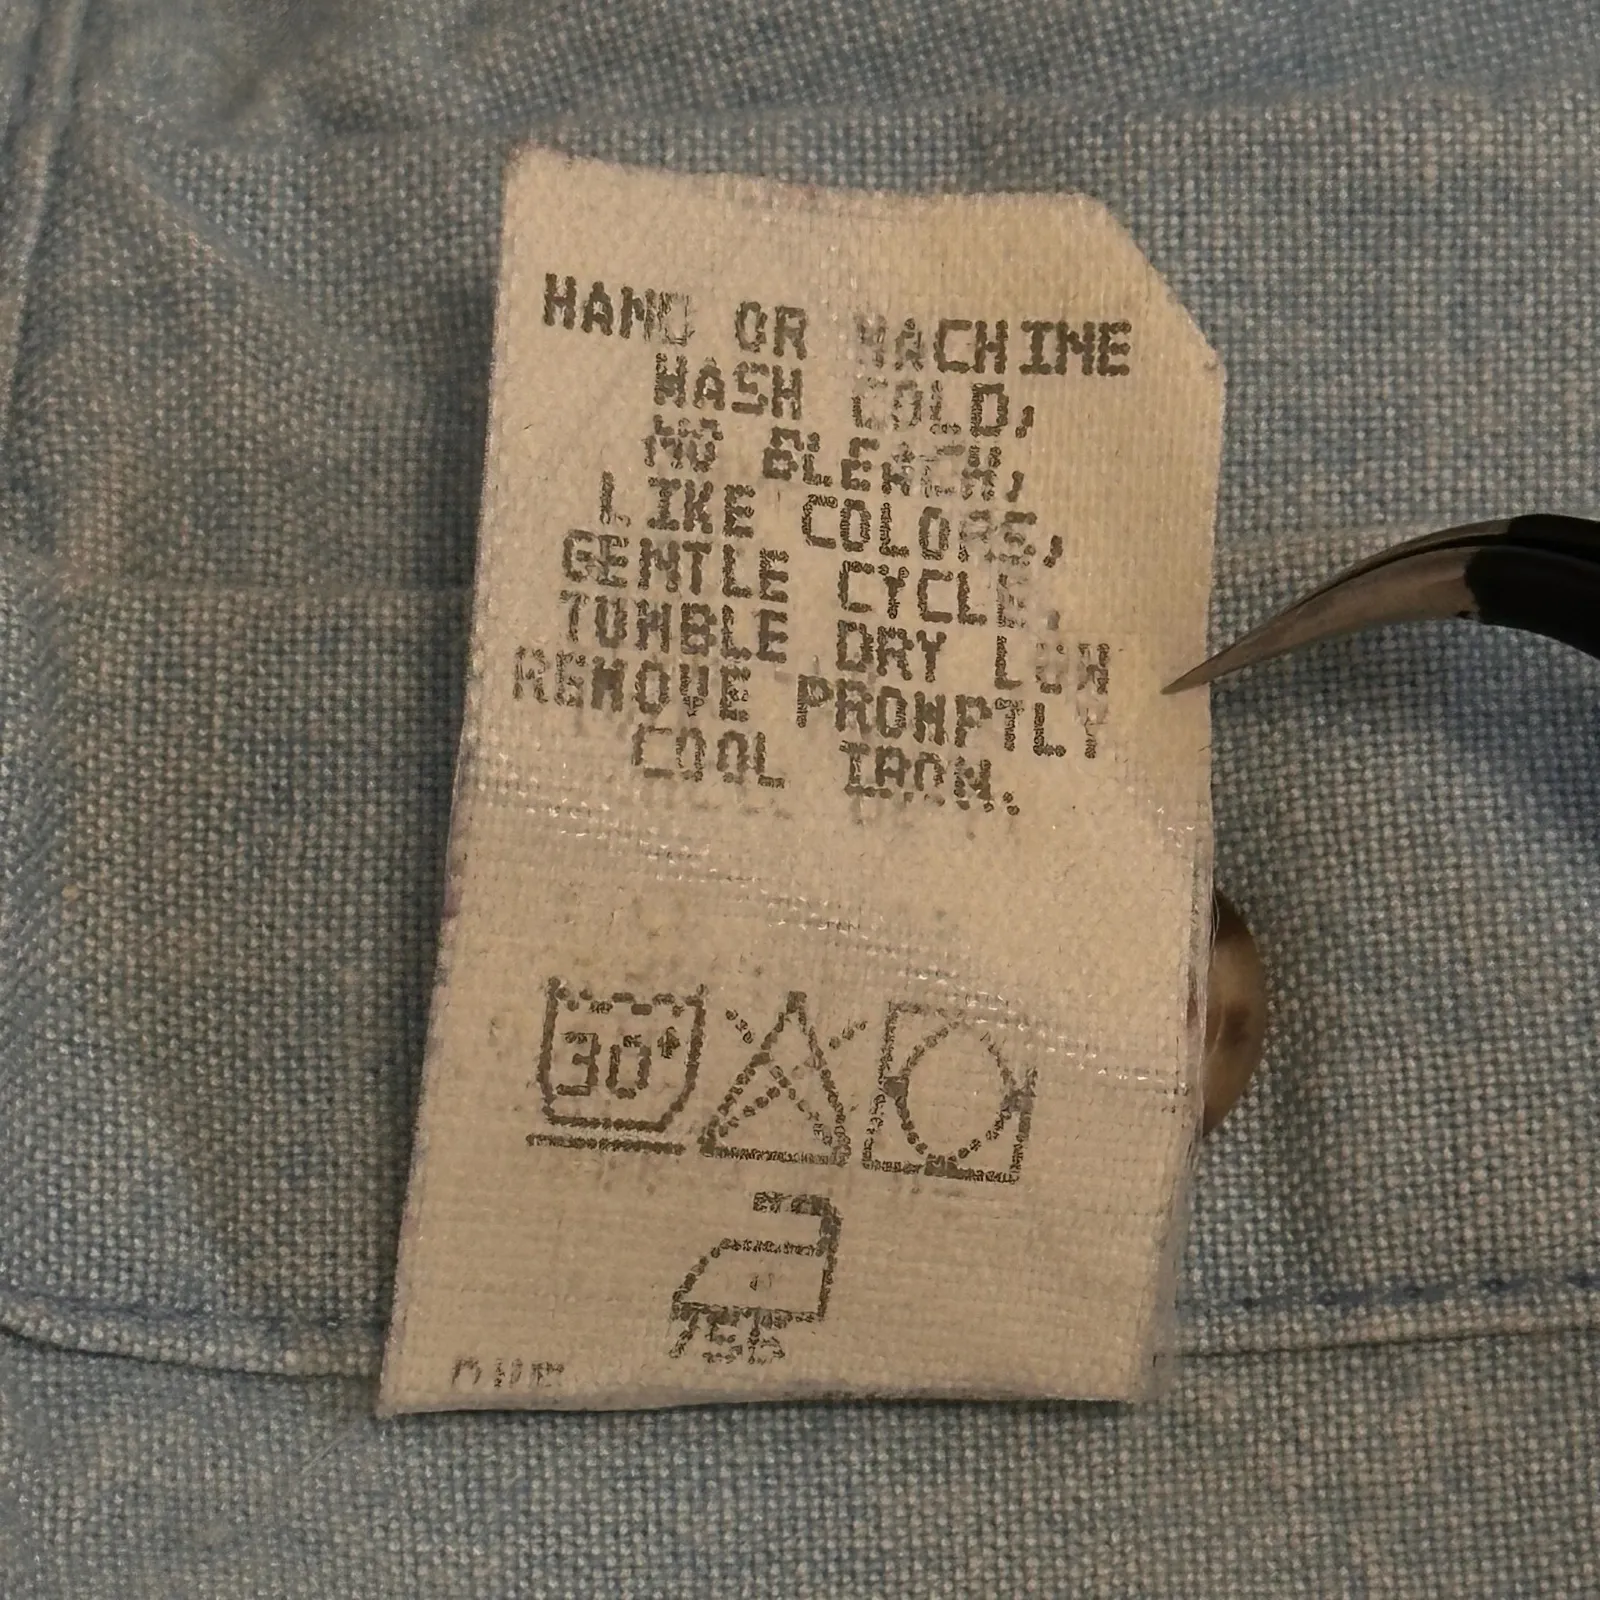 HAND OR MACHINE
WASH COLD,
NO BLEACH,
LIKE COLORS,
GENTLE CYCLE.
TUMBLE DRY LOW
REMOVE PROMPTLY
COOL IRON.
30°